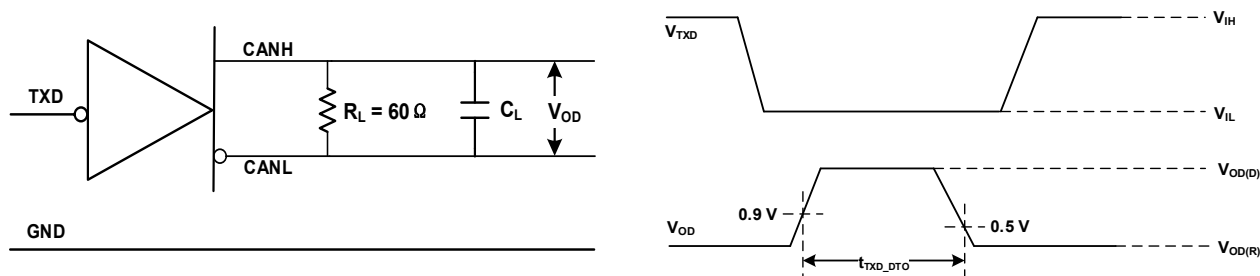 CANH
TXD
R_L = 60 Ω
C_L
V_OD
CANL
GND
V_TXD
V_IH
V_IL
V_OD(D)
0.9 V
V_OD
0.5 V
V_OD(R)
t_TXD_DTO